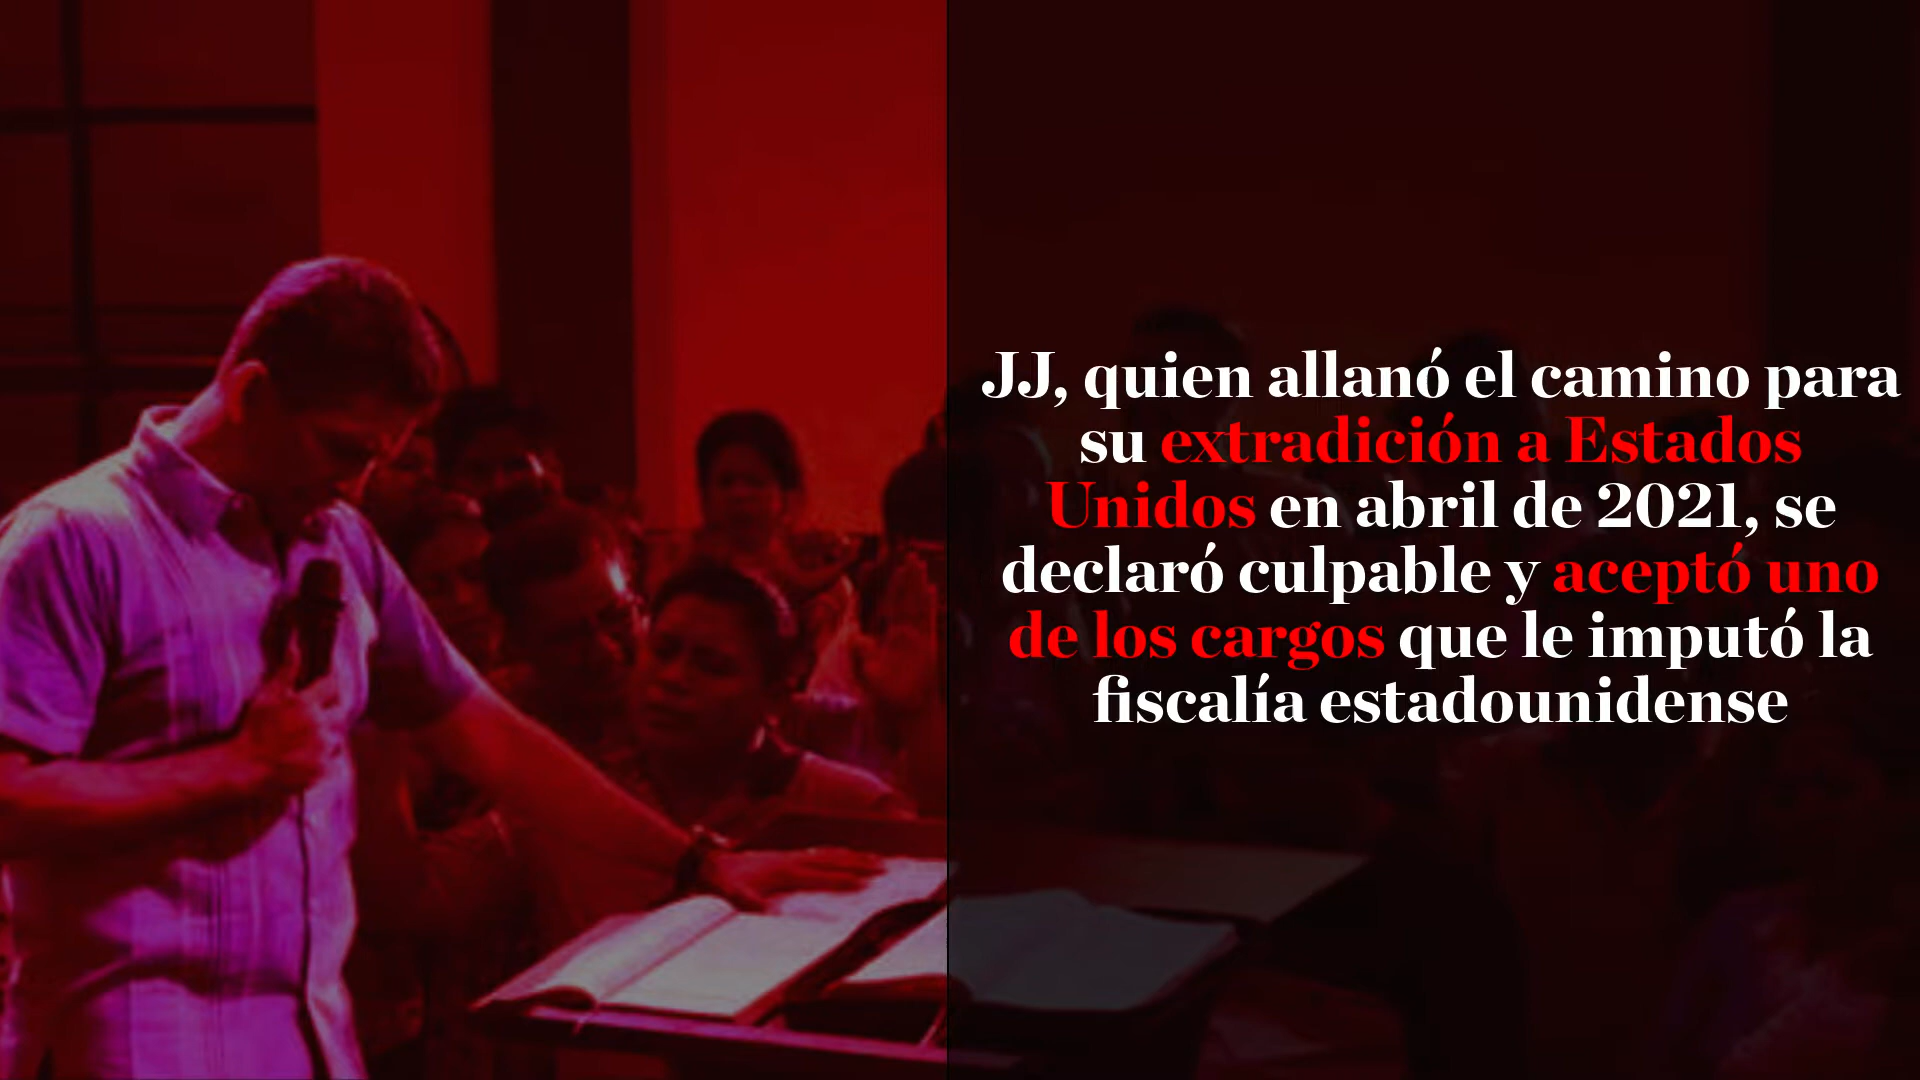 JJ, quien allanó el camino para
su extradición a Estados
Unidos en abril de 2021, se
declaró culpable y aceptó uno
de los cargos que le imputó la
fiscalía estadounidense